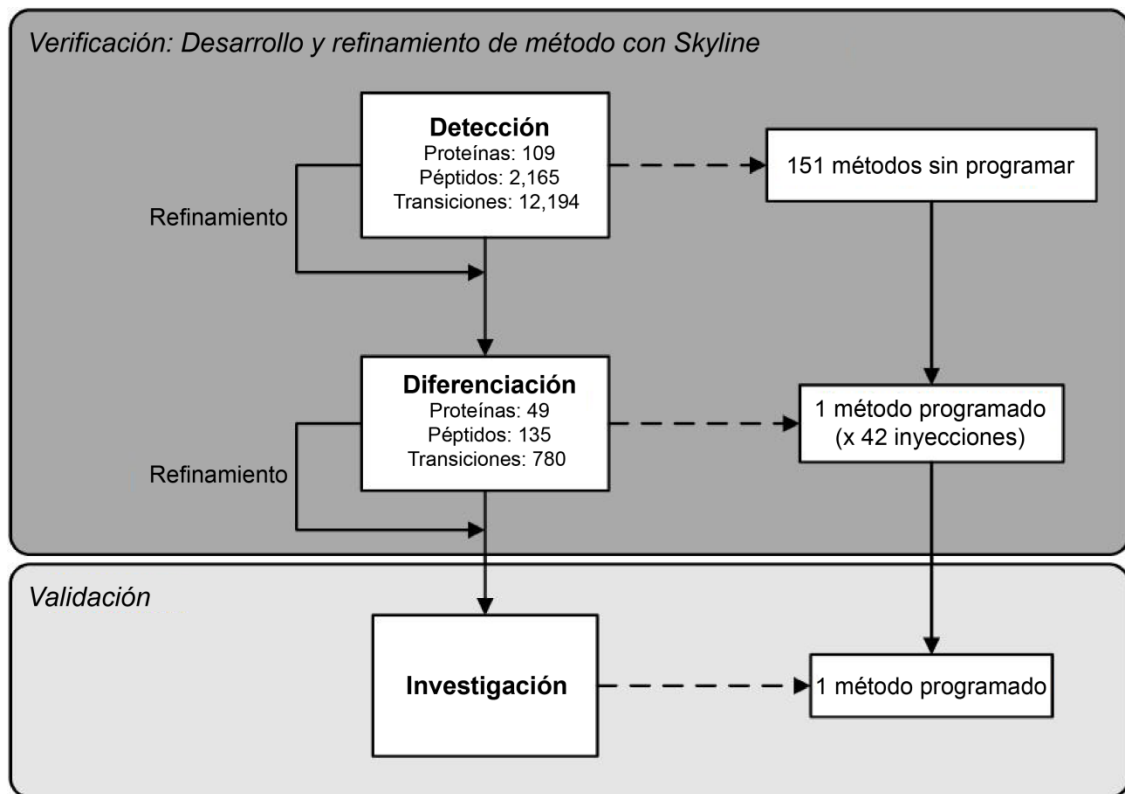 Verificación: Desarrollo y refinamiento de método con Skyline
Detección
Proteínas: 109
Péptidos: 2,165
Transiciones: 12,194
151 métodos sin programar
Refinamiento
Diferenciación
Proteínas: 49
Péptidos: 135
Transiciones: 780
1 método programado
(x 42 inyecciones)
Refinamiento
Validación
Investigación
1 método programado